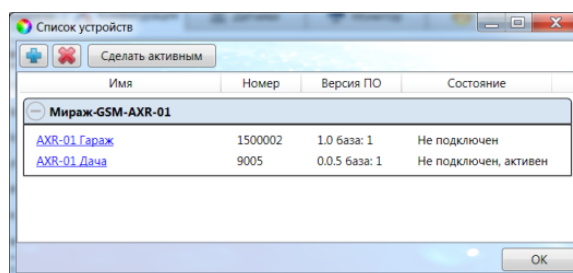 Список устройств
Сделать активным
Имя Номер Версия ПО Состояние
Мираж-GSM-AXR-01
AXR-01 Гараж 1500002 1.0 база: 1 Не подключен
AXR-01 Дача 9005 0.0.5 база: 1 Не подключен, активен
OK